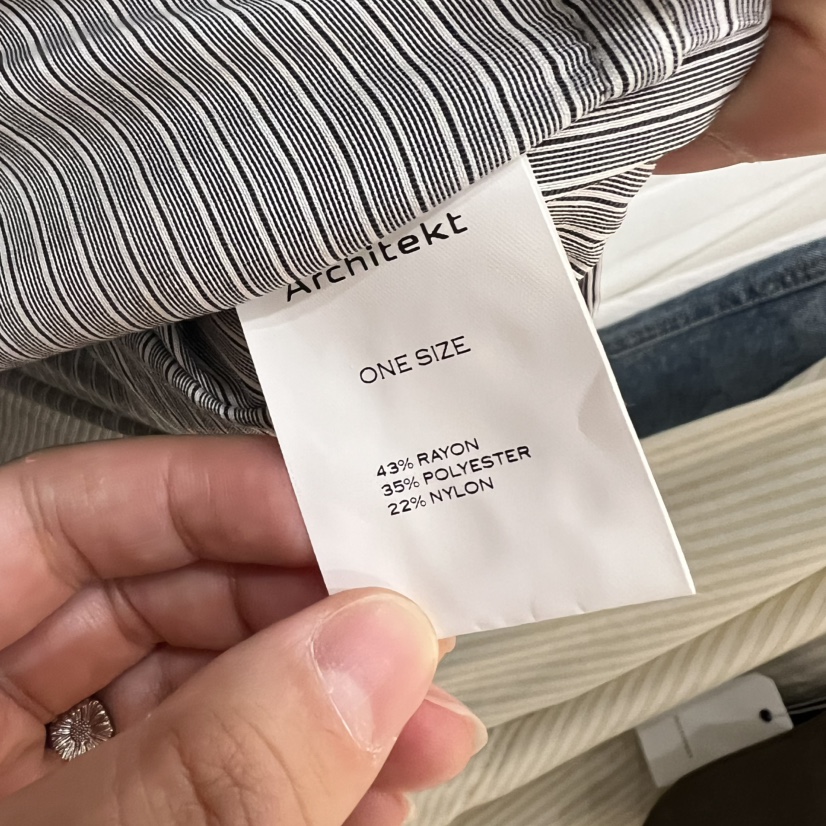 Architekt
ONE SIZE
43% RAYON
35% POLYESTER
22% NYLON